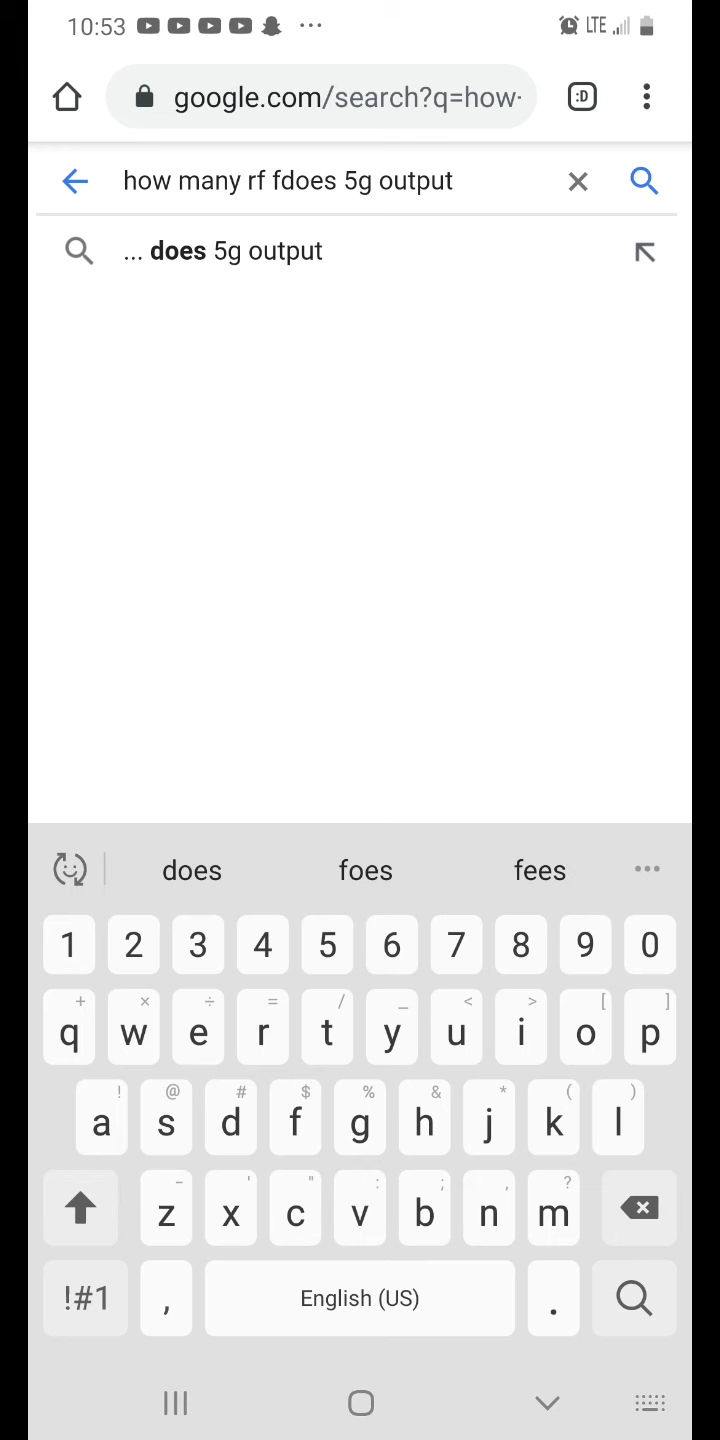 10:53 LTE
google.com/search?q=how-
:D
how many rf fdoes 5g output
... does 5g output
does foes fees
1 2 3 4 5 6 7 8 9 0
+ × ÷ = / _ < > [ ]
q w e r t y u i o p
! @ # $ % & * ( )
a s d f g h j k l
- ' " : ; , ?
z x c v b n m
!#1 , English (US) .